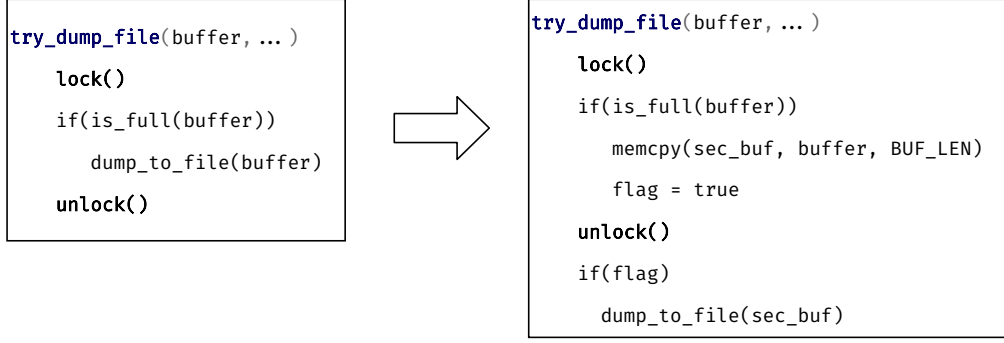 try_dump_file(buffer, ... )
lock()
if(is_full(buffer))
dump_to_file(buffer)
unlock()
try_dump_file(buffer, ... )
lock()
if(is_full(buffer))
memcpy(sec_buf, buffer, BUF_LEN)
flag = true
unlock()
if(flag)
dump_to_file(sec_buf)